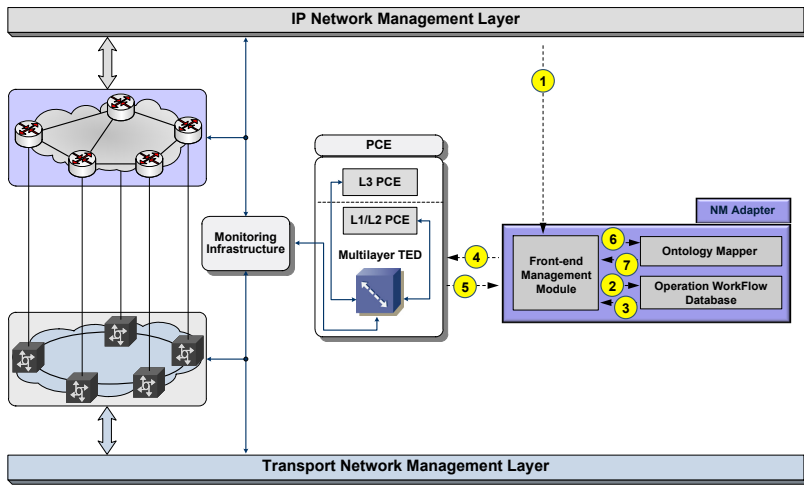 IP Network Management Layer
1
PCE
L3 PCE
L1/L2 PCE
Multilayer TED
Monitoring
Infrastructure
NM Adapter
4
5
Front-end
Management
Module
6
7
Ontology Mapper
2
3
Operation WorkFlow
Database
Transport Network Management Layer